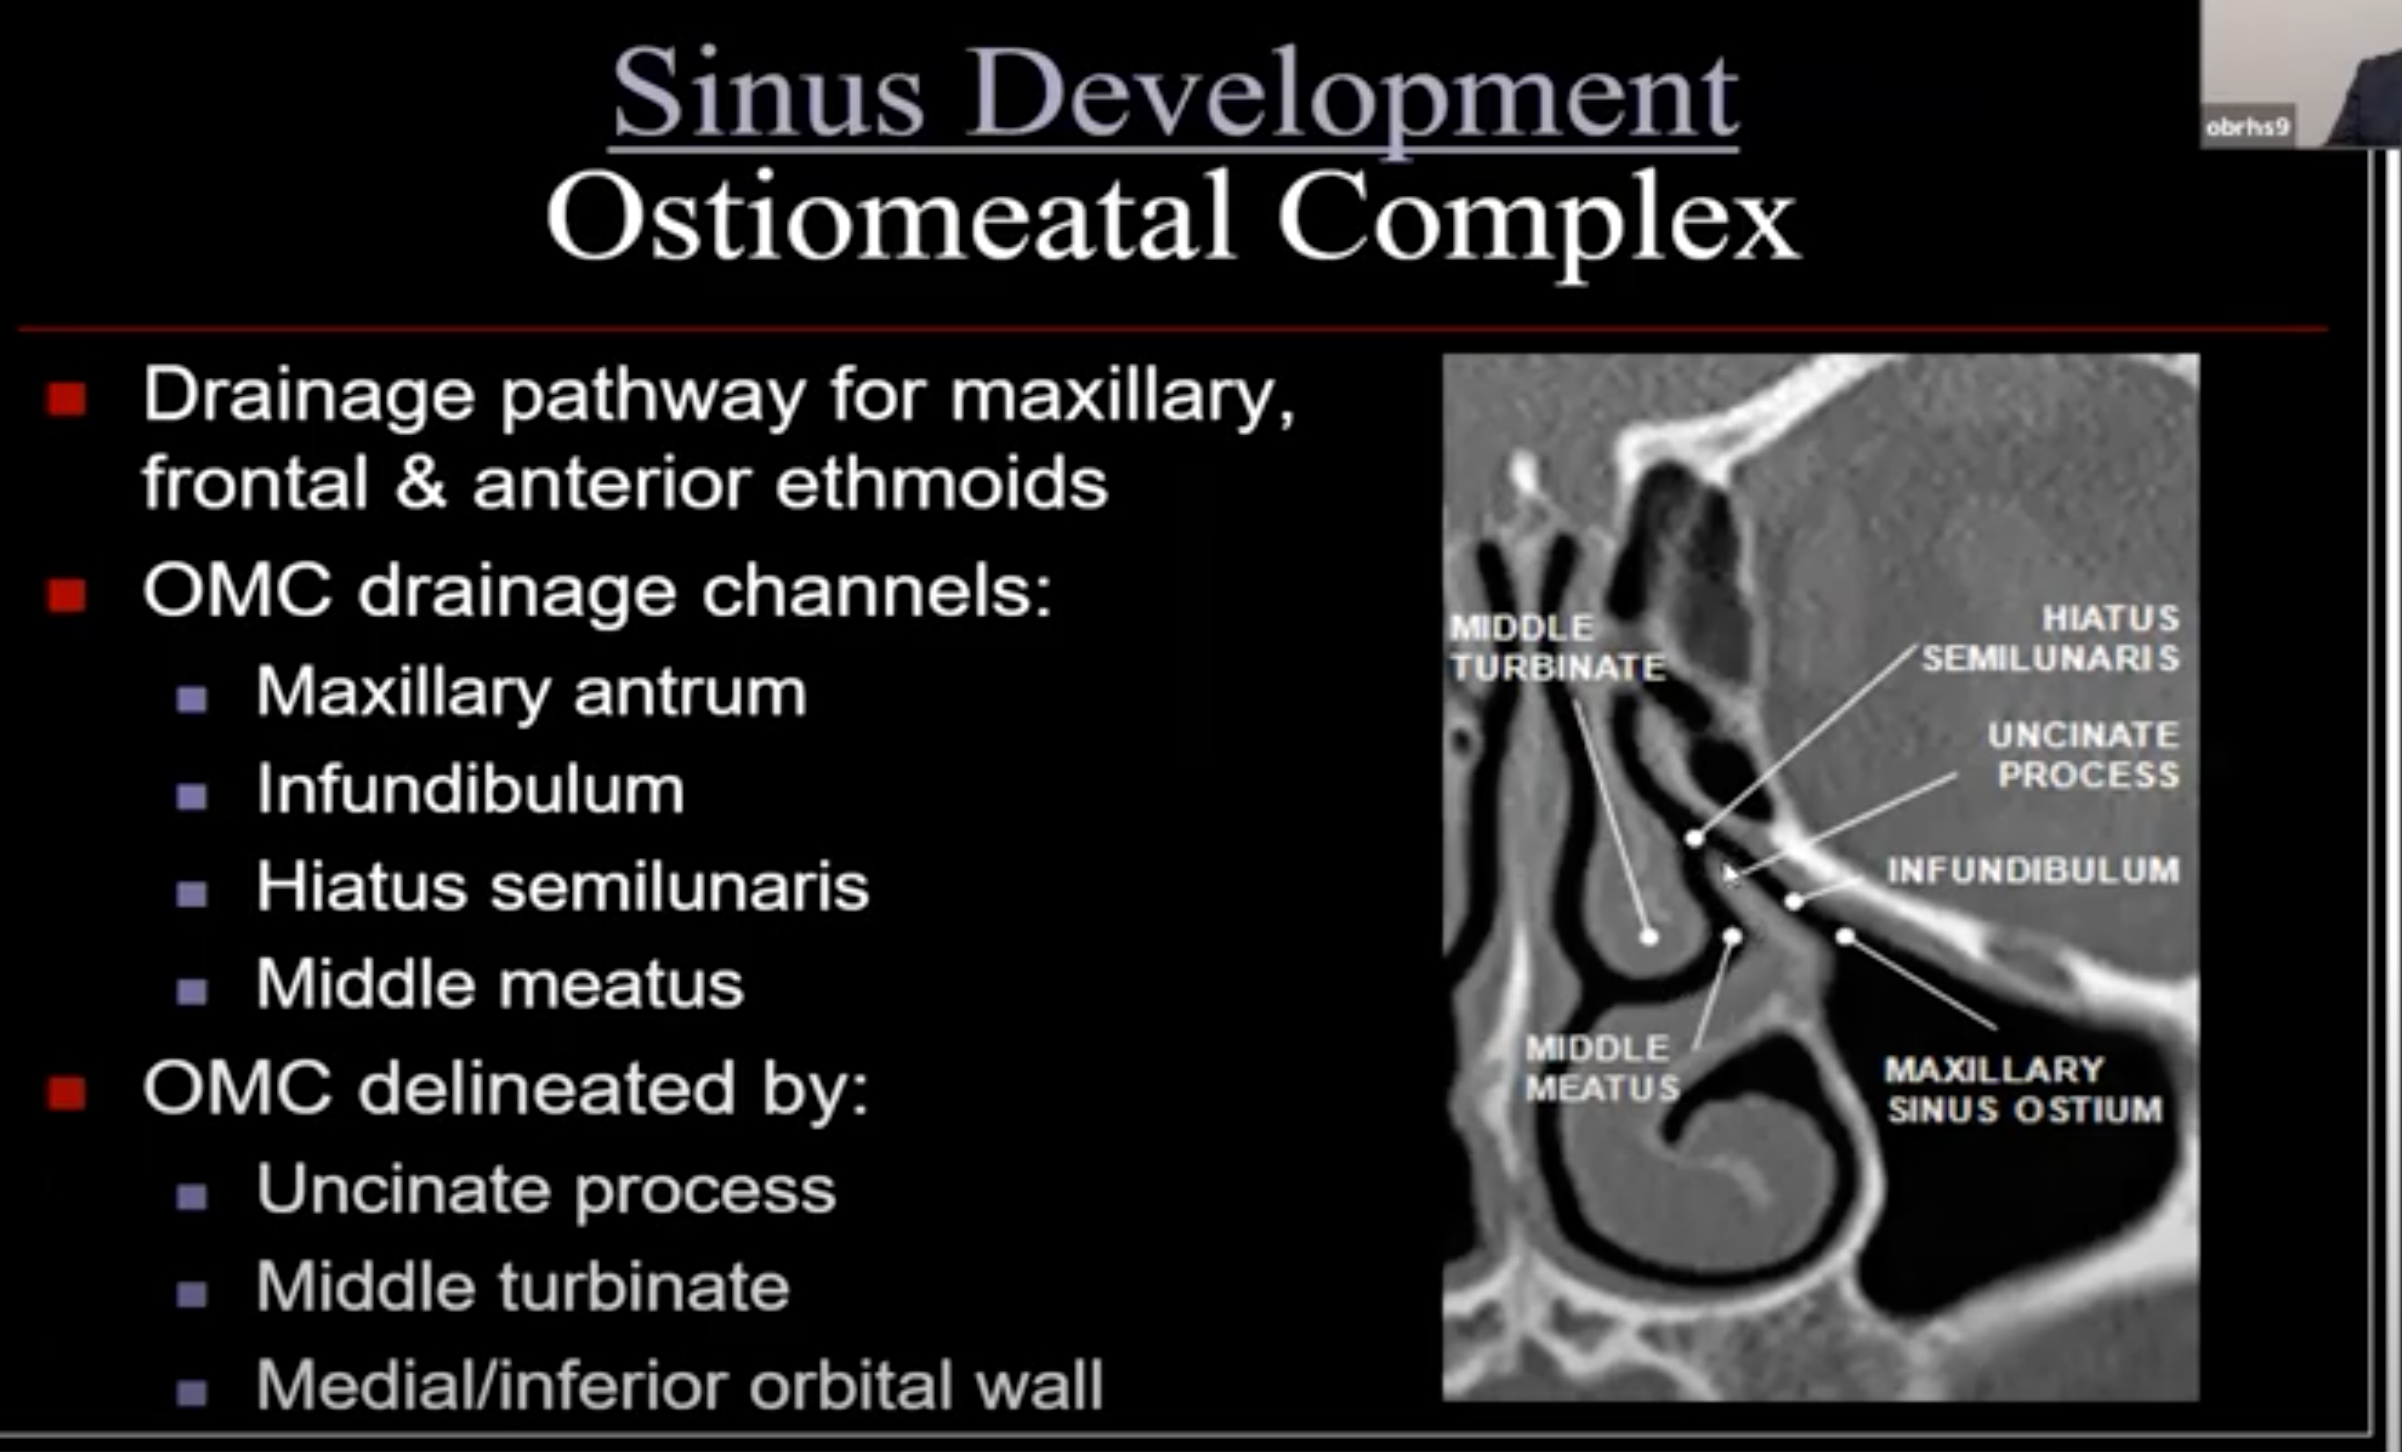 Sinus Development
Ostiomeatal Complex
obrhs9
Drainage pathway for maxillary,
frontal & anterior ethmoids
OMC drainage channels:
Maxillary antrum
Infundibulum
Hiatus semilunaris
Middle meatus
OMC delineated by:
Uncinate process
Middle turbinate
Medial/inferior orbital wall
MIDDLE
TURBINATE
HIATUS
SEMILUNARIS
UNCINATE
PROCESS
INFUNDIBULUM
MIDDLE
MEATUS
MAXILLARY
SINUS OSTIUM